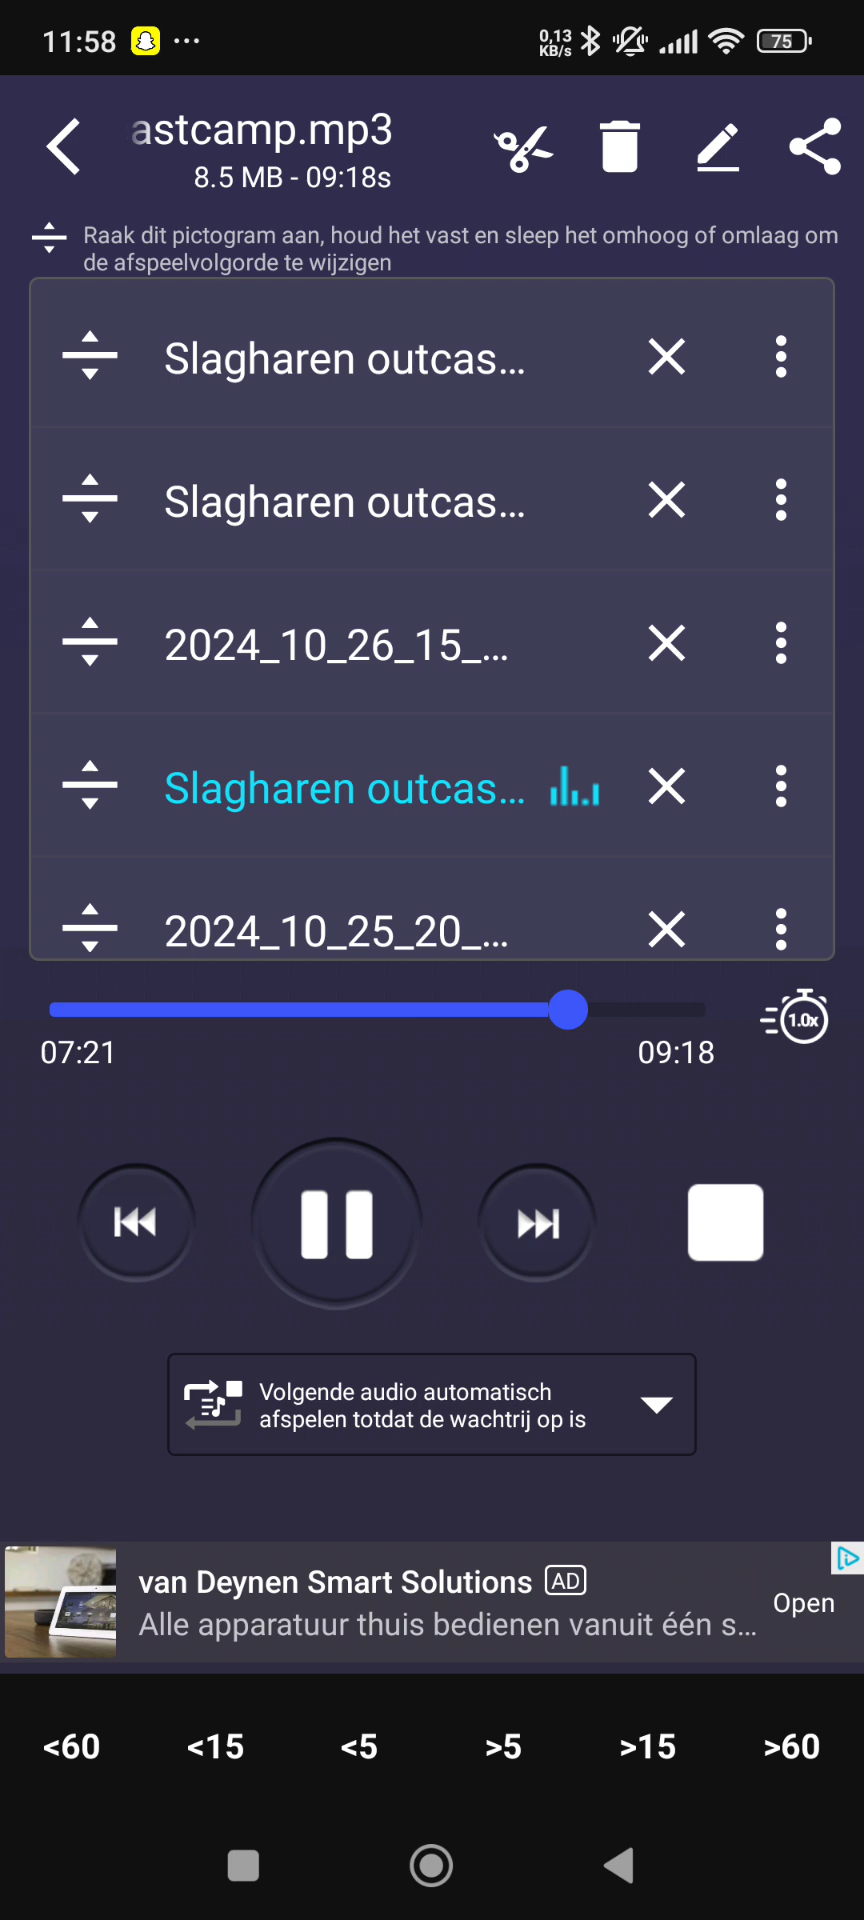 11:58
0,13
KB/s
75
astcamp.mp3
8.5 MB - 09:18s
Raak dit pictogram aan, houd het vast en sleep het omhoog of omlaag om
de afspeelvolgorde te wijzigen
Slagharen outcas...
Slagharen outcas...
2024_10_26_15_...
Slagharen outcas...
2024_10_25_20_...
1.0x
07:21
09:18
Volgende audio automatisch
afspelen totdat de wachtrij op is
van Deynen Smart Solutions AD
Alle apparatuur thuis bedienen vanuit één s...
Open
<60 <15 <5 >5 >15 >60